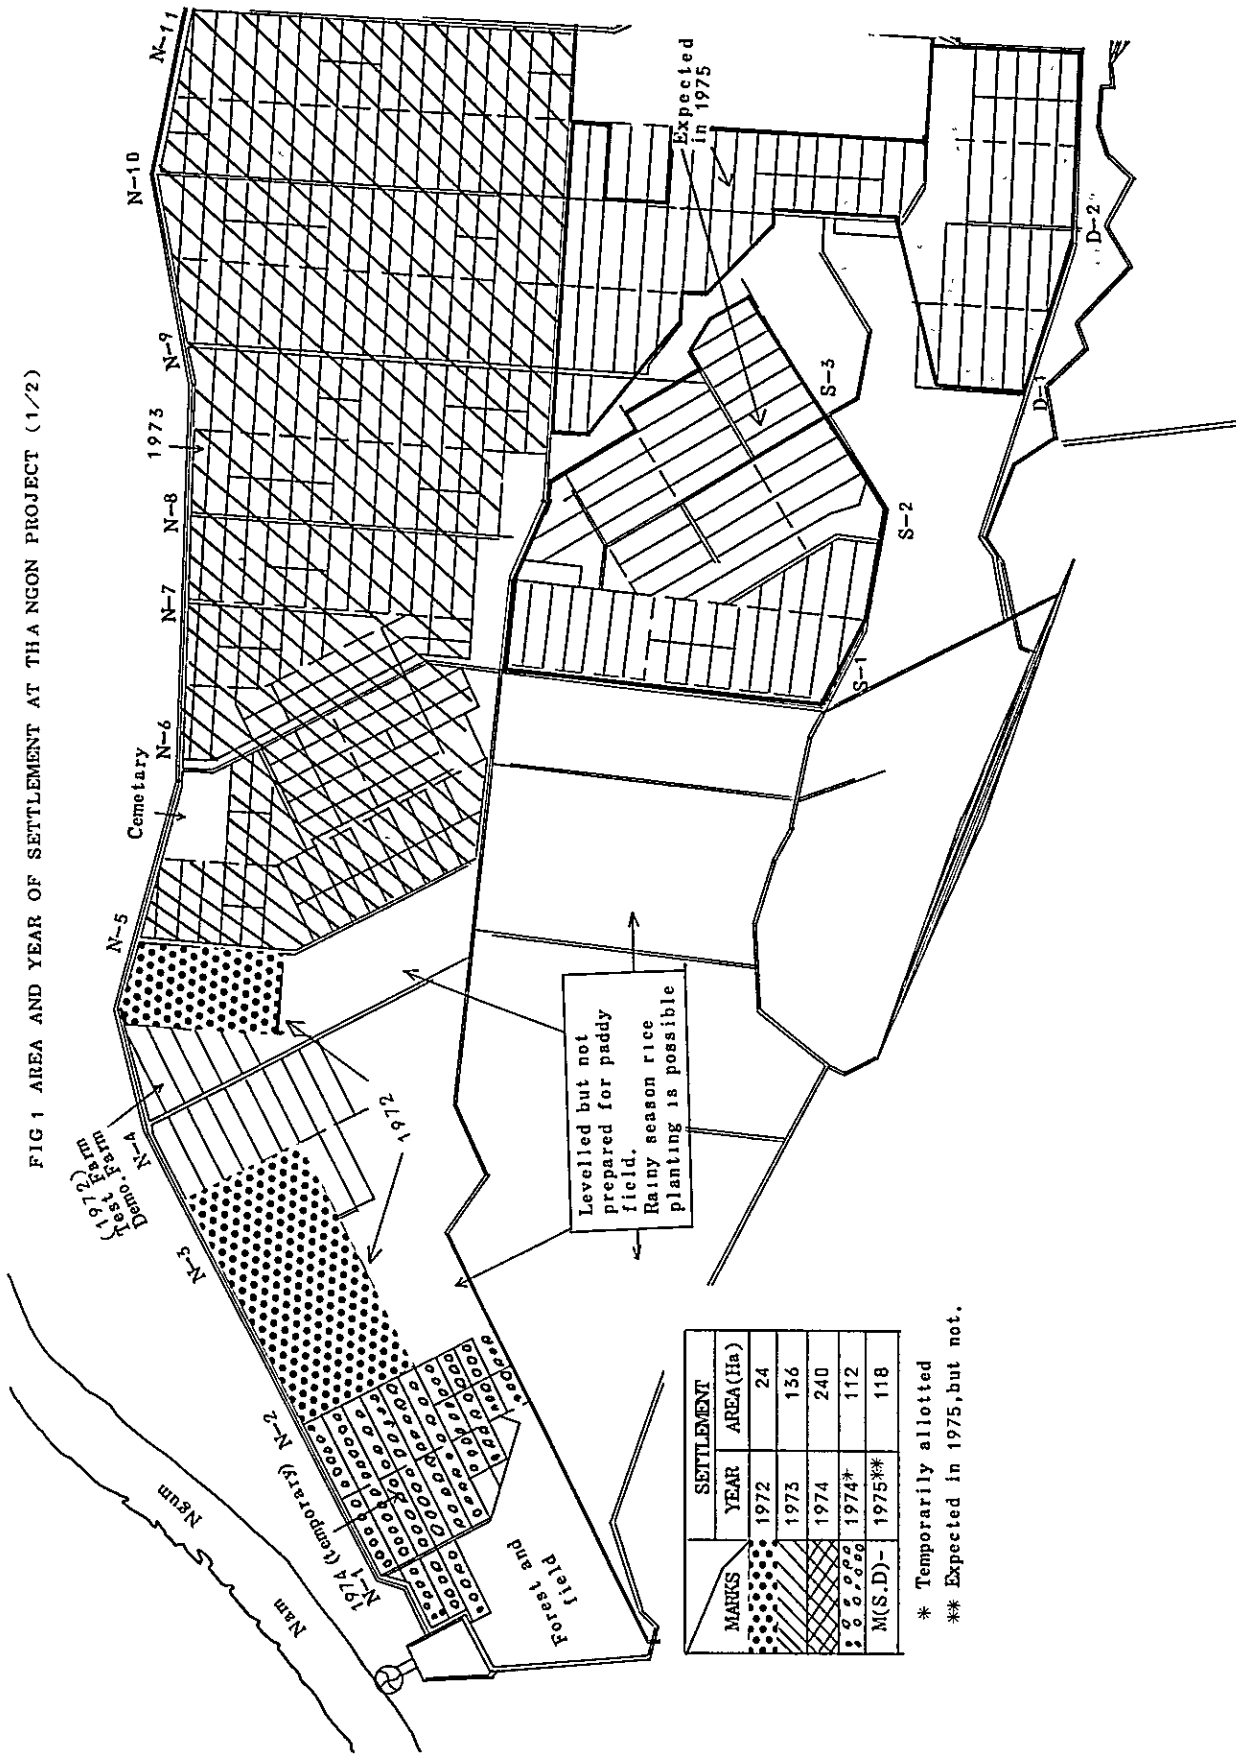 FIG 1 AREA AND YEAR OF SETTLEMENT AT THA NGON PROJECT (1/2)
Nam Ngum
N-1
1974 (temporary)
N-2
N-3
N-4
(1972)
Test Farm
Demo. Farm
N-5
Cemetary
N-6
N-7
N-8
1973
N-9
N-10
N-11
1972
Forest and
field
Levelled but not
prepared for paddy
field.
Rainy season rice
planting is possible
Expected
in 1975
S-1
S-2
S-3
D-1
D-2
MARKS SETTLEMENT
YEAR AREA(Ha)
1972 24
1973 136
1974 240
1974* 112
M(S.D)- 1975** 118
* Temporarily allotted
** Expected in 1975,but not.